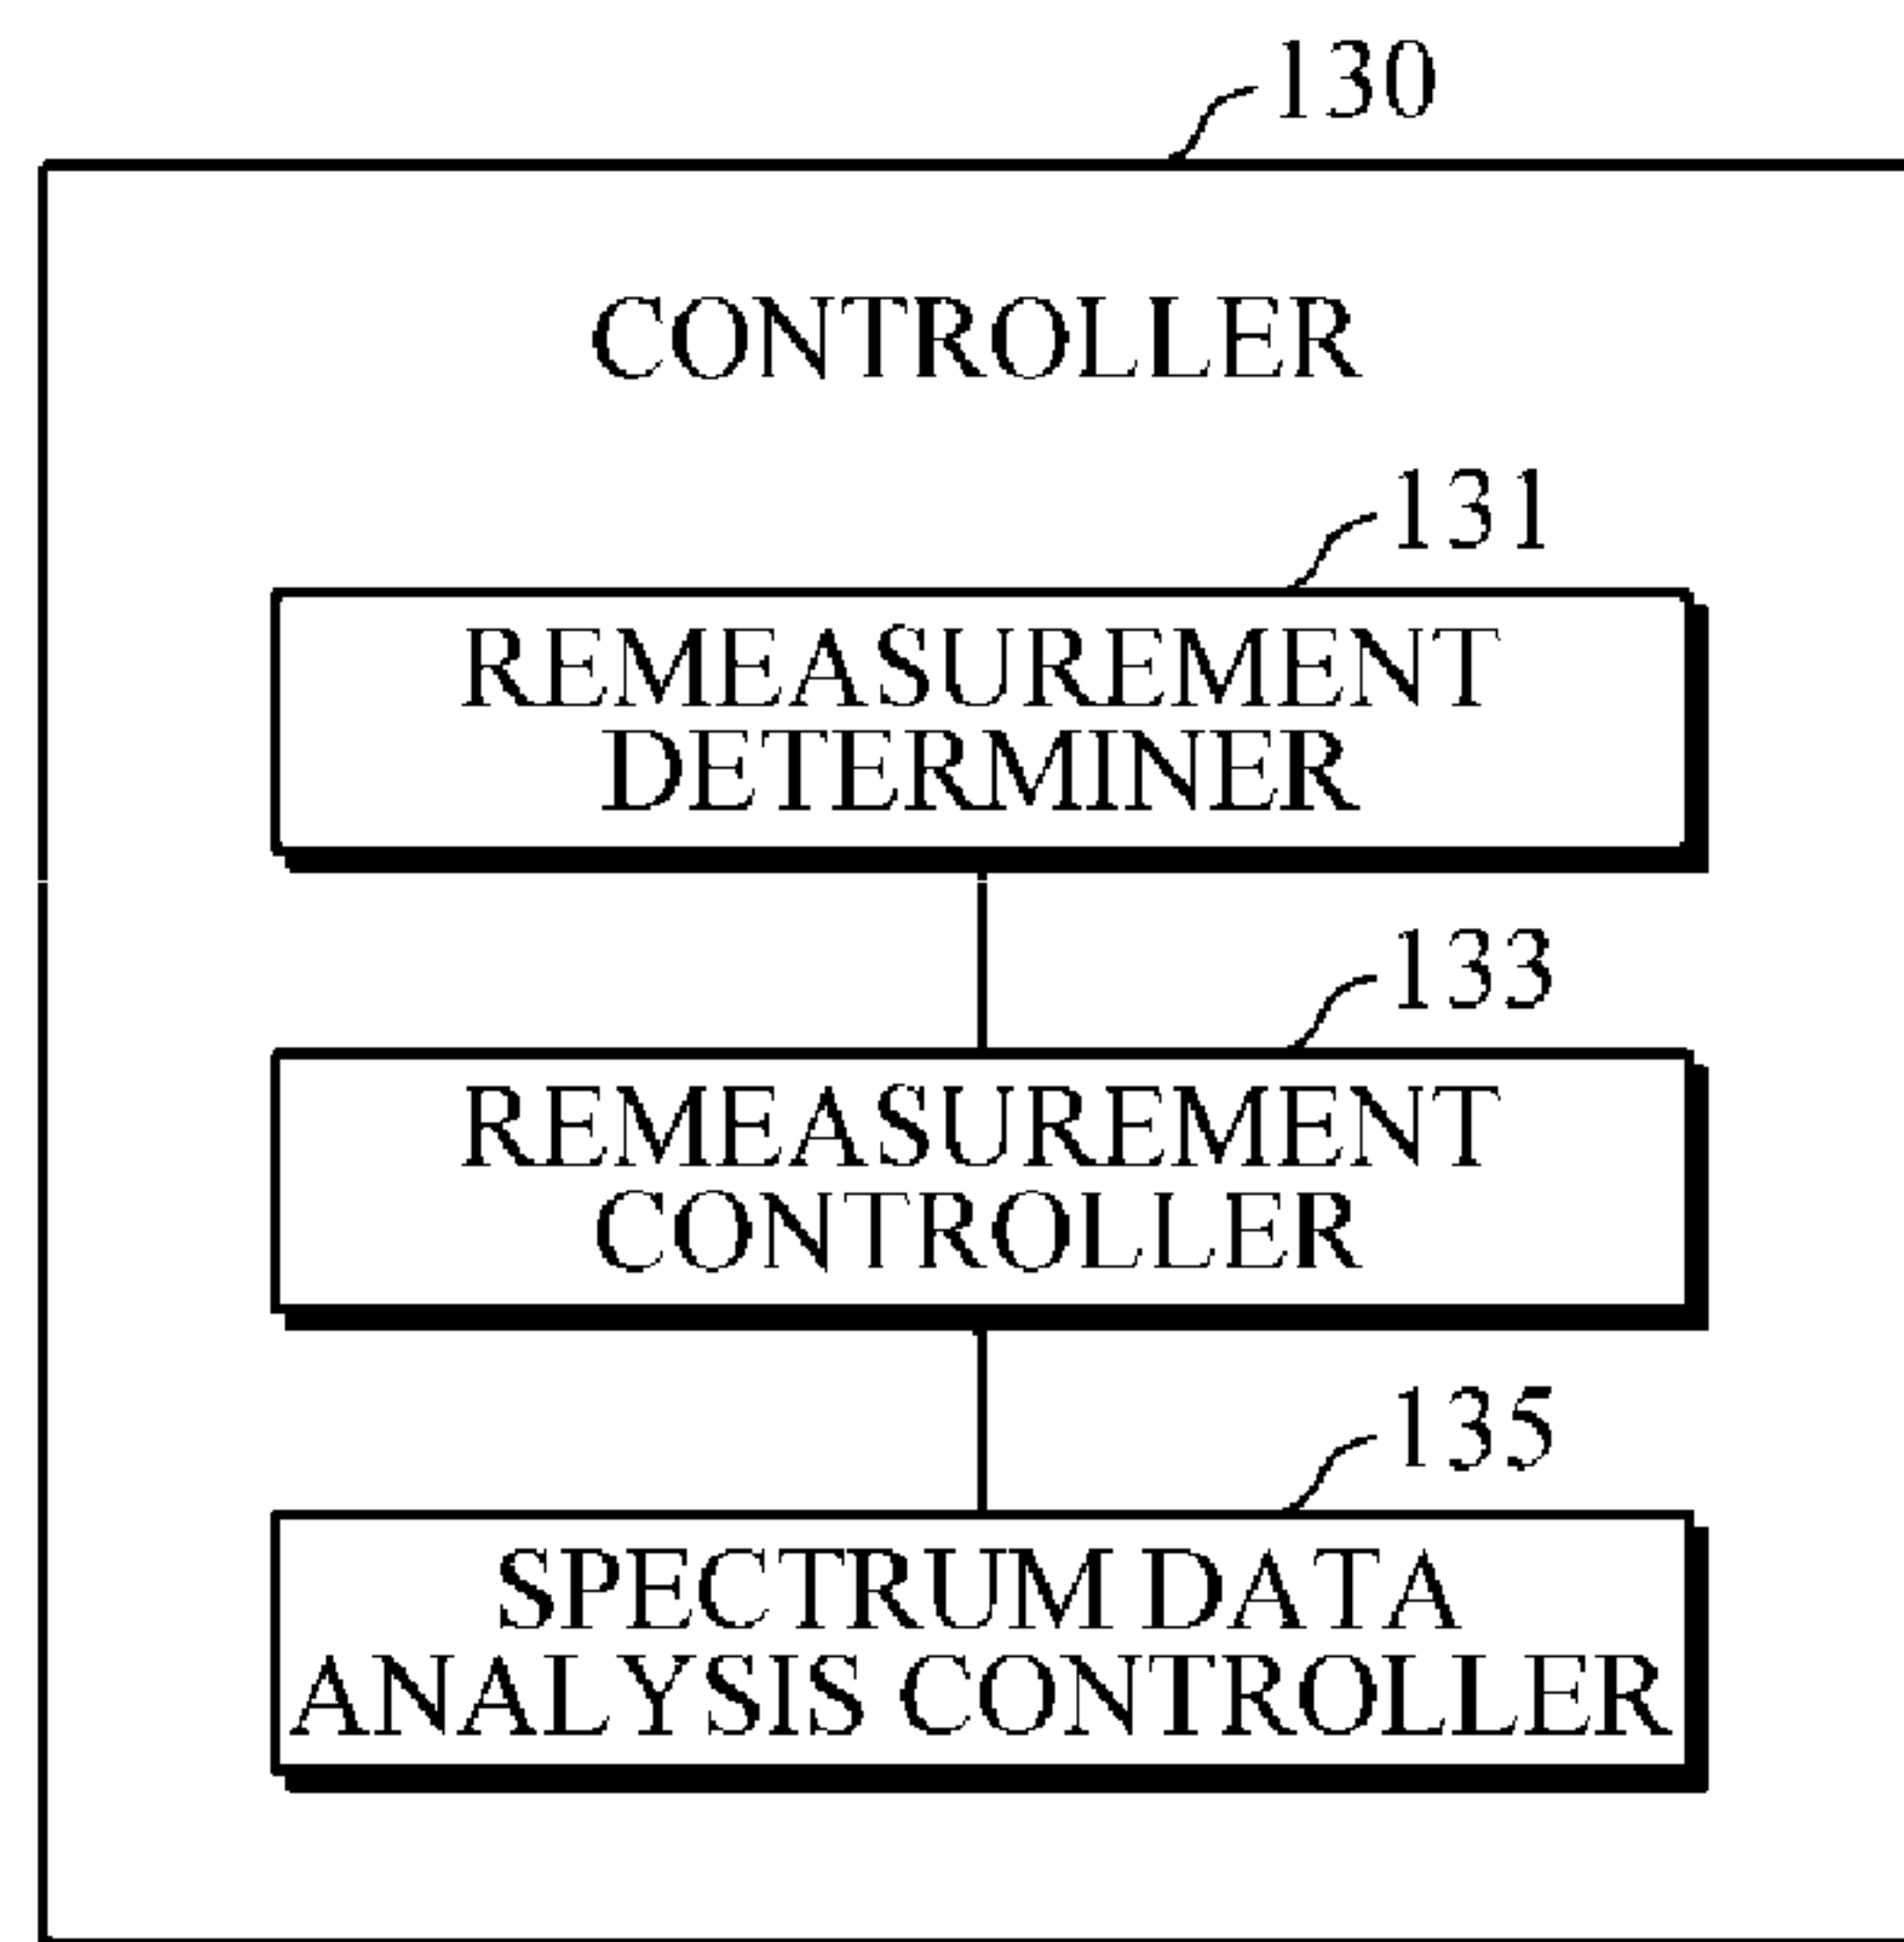 130
CONTROLLER
131
REMEASUREMENT
DETERMINER
133
REMEASUREMENT
CONTROLLER
135
SPECTRUM DATA
ANALYSIS CONTROLLER